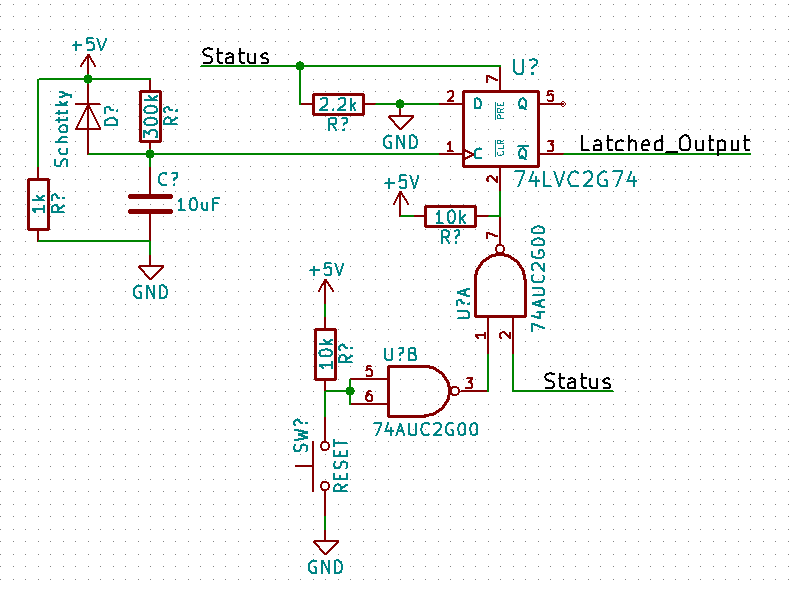 +5V
Status
U?
Schottky
D?
300k
R?
2.2k
R?
GND
2
D
7
PRE
Q
5
1
C
CLR
Q
3
Latched_Output
2
74LVC2G74
C?
10uF
1k
R?
GND
+5V
10k
R?
7
U?A
74AUC2G00
1
2
+5V
10k
R?
U?B
5
6
3
74AUC2G00
Status
SW?
RESET
GND